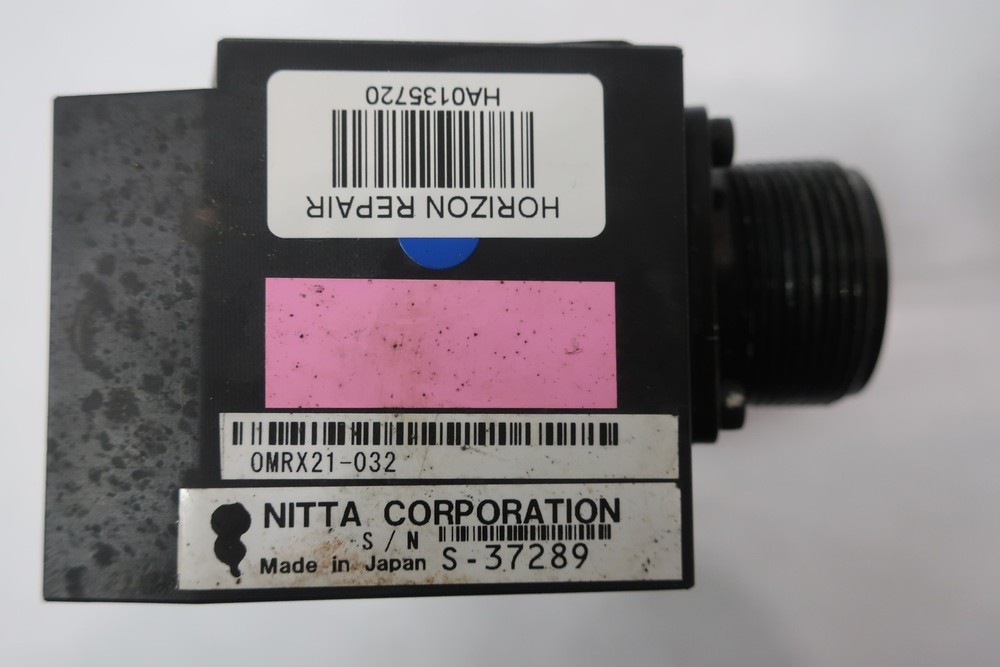 HORIZON REPAIR
HA0135720
OMRX21-032
NITTA CORPORATION
S/N
Made in Japan S-37289